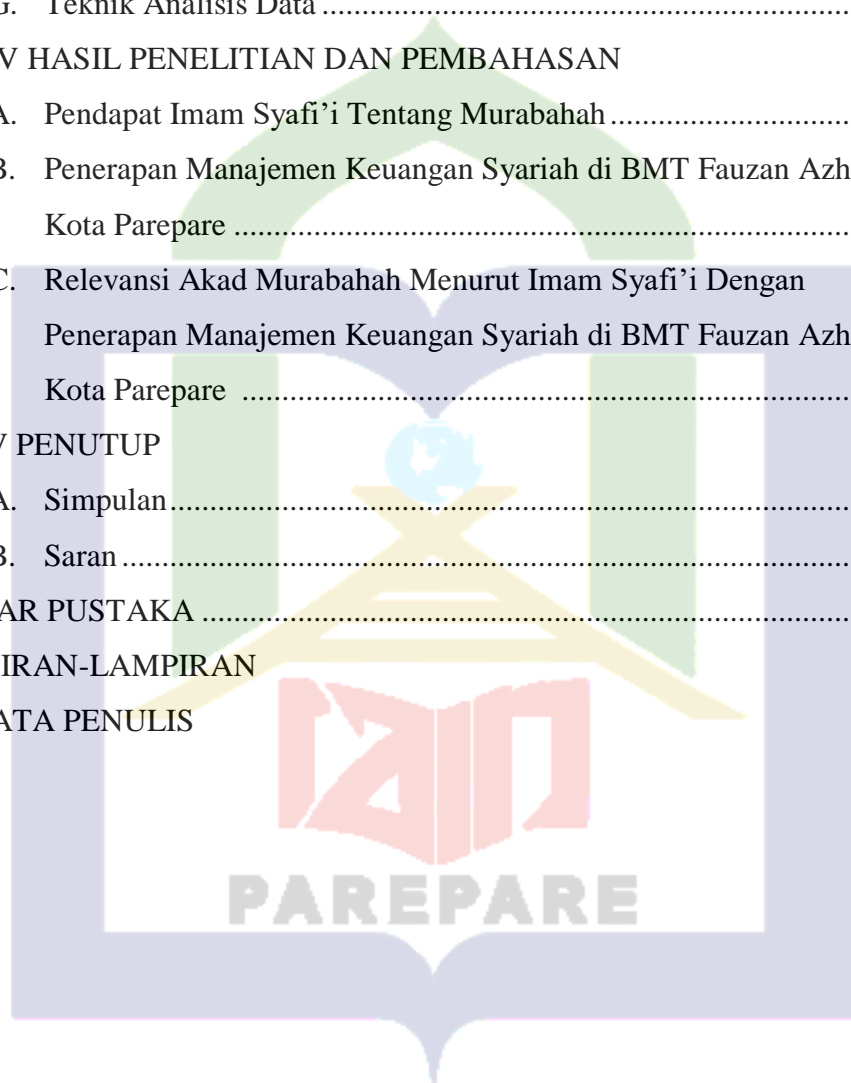 G. Teknik Analisis Data ................................................................
V HASIL PENELITIAN DAN PEMBAHASAN
A. Pendapat Imam Syafi’i Tentang Murabahah ..............................
B. Penerapan Manajemen Keuangan Syariah di BMT Fauzan Azh
Kota Parepare ..........................................................................
C. Relevansi Akad Murabahah Menurut Imam Syafi’i Dengan
Penerapan Manajemen Keuangan Syariah di BMT Fauzan Azh
Kota Parepare ..........................................................................
V PENUTUP
A. Simpulan ..................................................................................
B. Saran ........................................................................................
AR PUSTAKA ..............................................................................
IRAN-LAMPIRAN
ATA PENULIS
PAREPARE